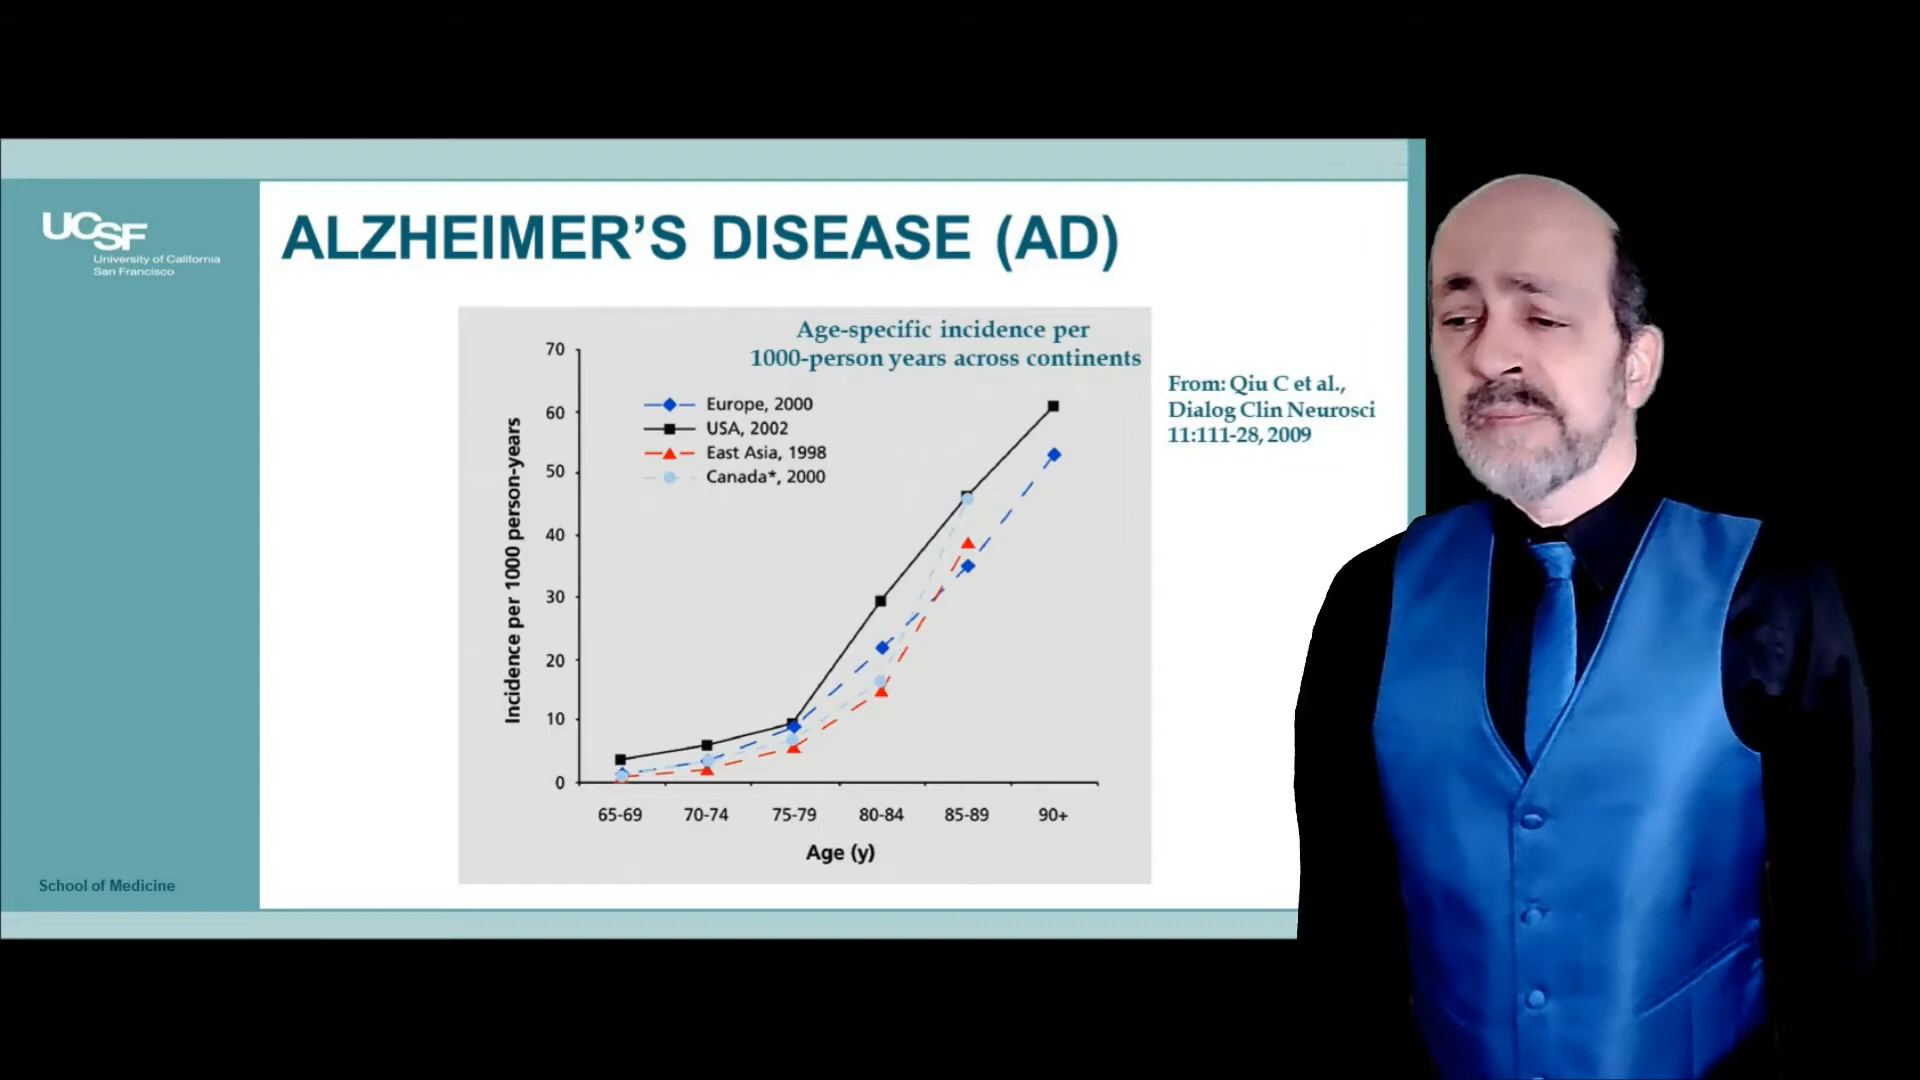 UCSF
University of California
San Francisco
ALZHEIMER’S DISEASE (AD)
Age-specific incidence per
1000-person years across continents
From: Qiu C et al.,
Dialog Clin Neurosci
11:111-28, 2009
Europe, 2000
USA, 2002
East Asia, 1998
Canada*, 2000
Incidence per 1000 person-years
70
60
50
40
30
20
10
0
65-69 70-74 75-79 80-84 85-89 90+
Age (y)
School of Medicine